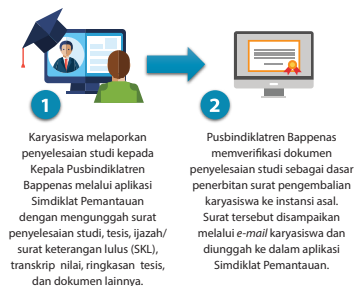 1
Karyasiswa melaporkan
penyelesaian studi kepada
Kepala Pusbindiklatren
Bappenas melalui aplikasi
Simdiklat Pemantauan
dengan mengunggah surat
penyelesaian studi, tesis, ijazah/
surat keterangan lulus (SKL),
transkrip nilai, ringkasan tesis,
dan dokumen lainnya.
2
Pusbindiklatren Bappenas
memverifikasi dokumen
penyelesaian studi sebagai dasar
penerbitan surat pengembalian
karyasiswa ke instansi asal.
Surat tersebut disampaikan
melalui e-mail karyasiswa dan
diunggah ke dalam aplikasi
Simdiklat Pemantauan.